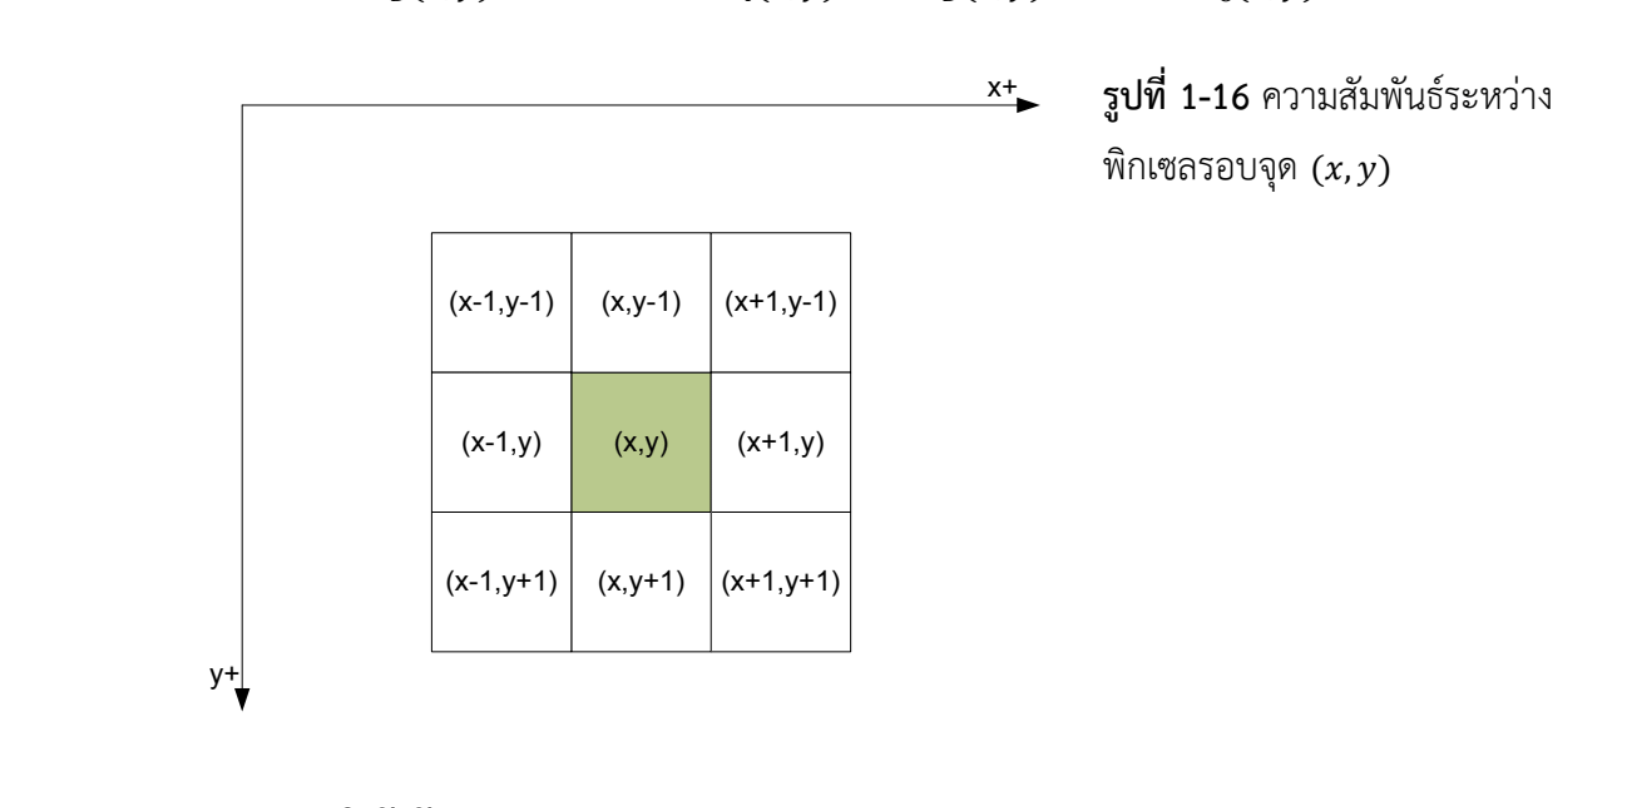 x+
รูปที่ 1-16 ความสัมพันธ์ระหว่าง
พิกเซลรอบจุด (x, y)
(x-1,y-1) (x,y-1) (x+1,y-1)
(x-1,y) (x,y) (x+1,y)
(x-1,y+1) (x,y+1) (x+1,y+1)
y+